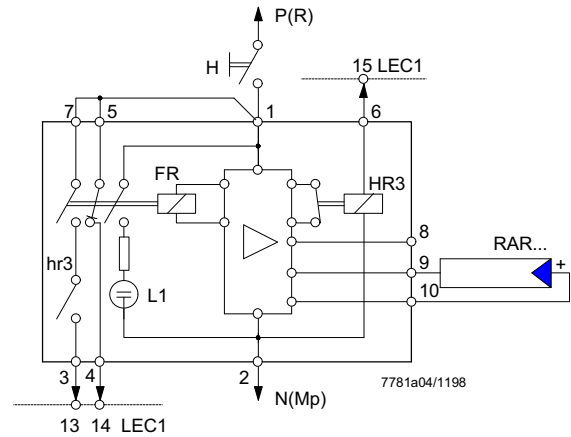 P(R)
H
15 LEC1
7 5 1 6
FR
HR3
8
RAR...
9
+
10
hr3
L1
3 4 2
7781a04/1198
N(Mp)
13 14 LEC1